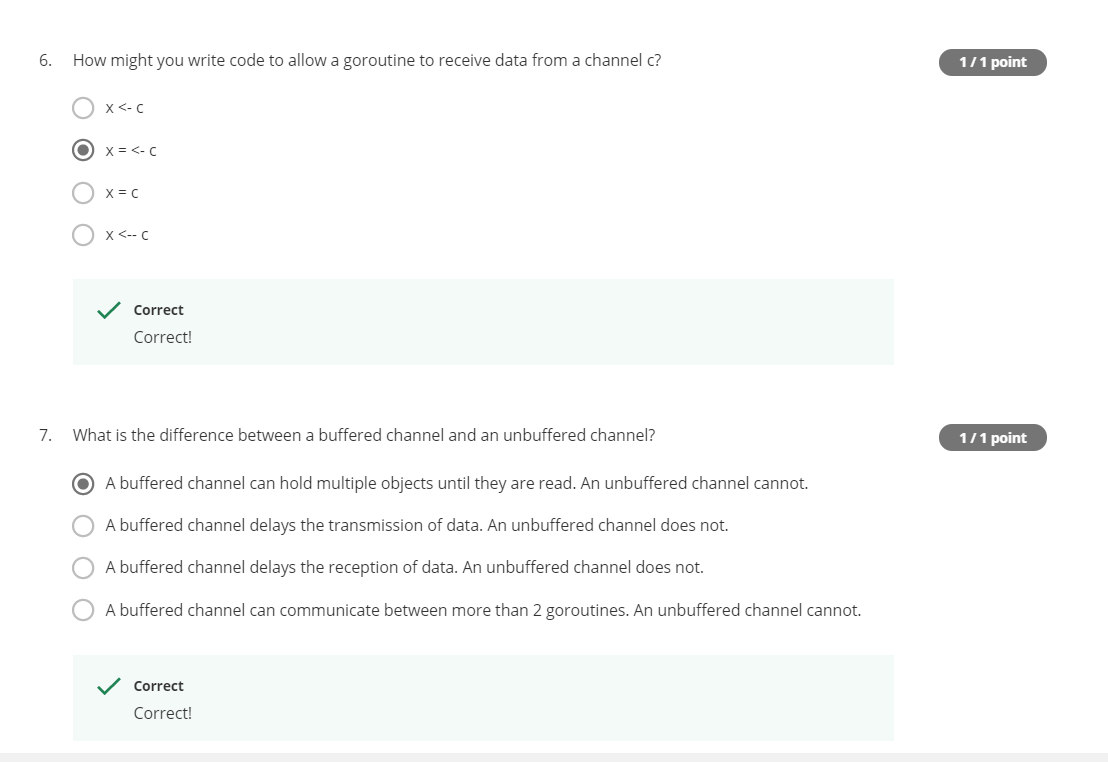 6. How might you write code to allow a goroutine to receive data from a channel c?
1 / 1 point
x <- c
x = <- c
x = c
x <-- c
Correct
Correct!
7. What is the difference between a buffered channel and an unbuffered channel?
1 / 1 point
A buffered channel can hold multiple objects until they are read. An unbuffered channel cannot.
A buffered channel delays the transmission of data. An unbuffered channel does not.
A buffered channel delays the reception of data. An unbuffered channel does not.
A buffered channel can communicate between more than 2 goroutines. An unbuffered channel cannot.
Correct
Correct!